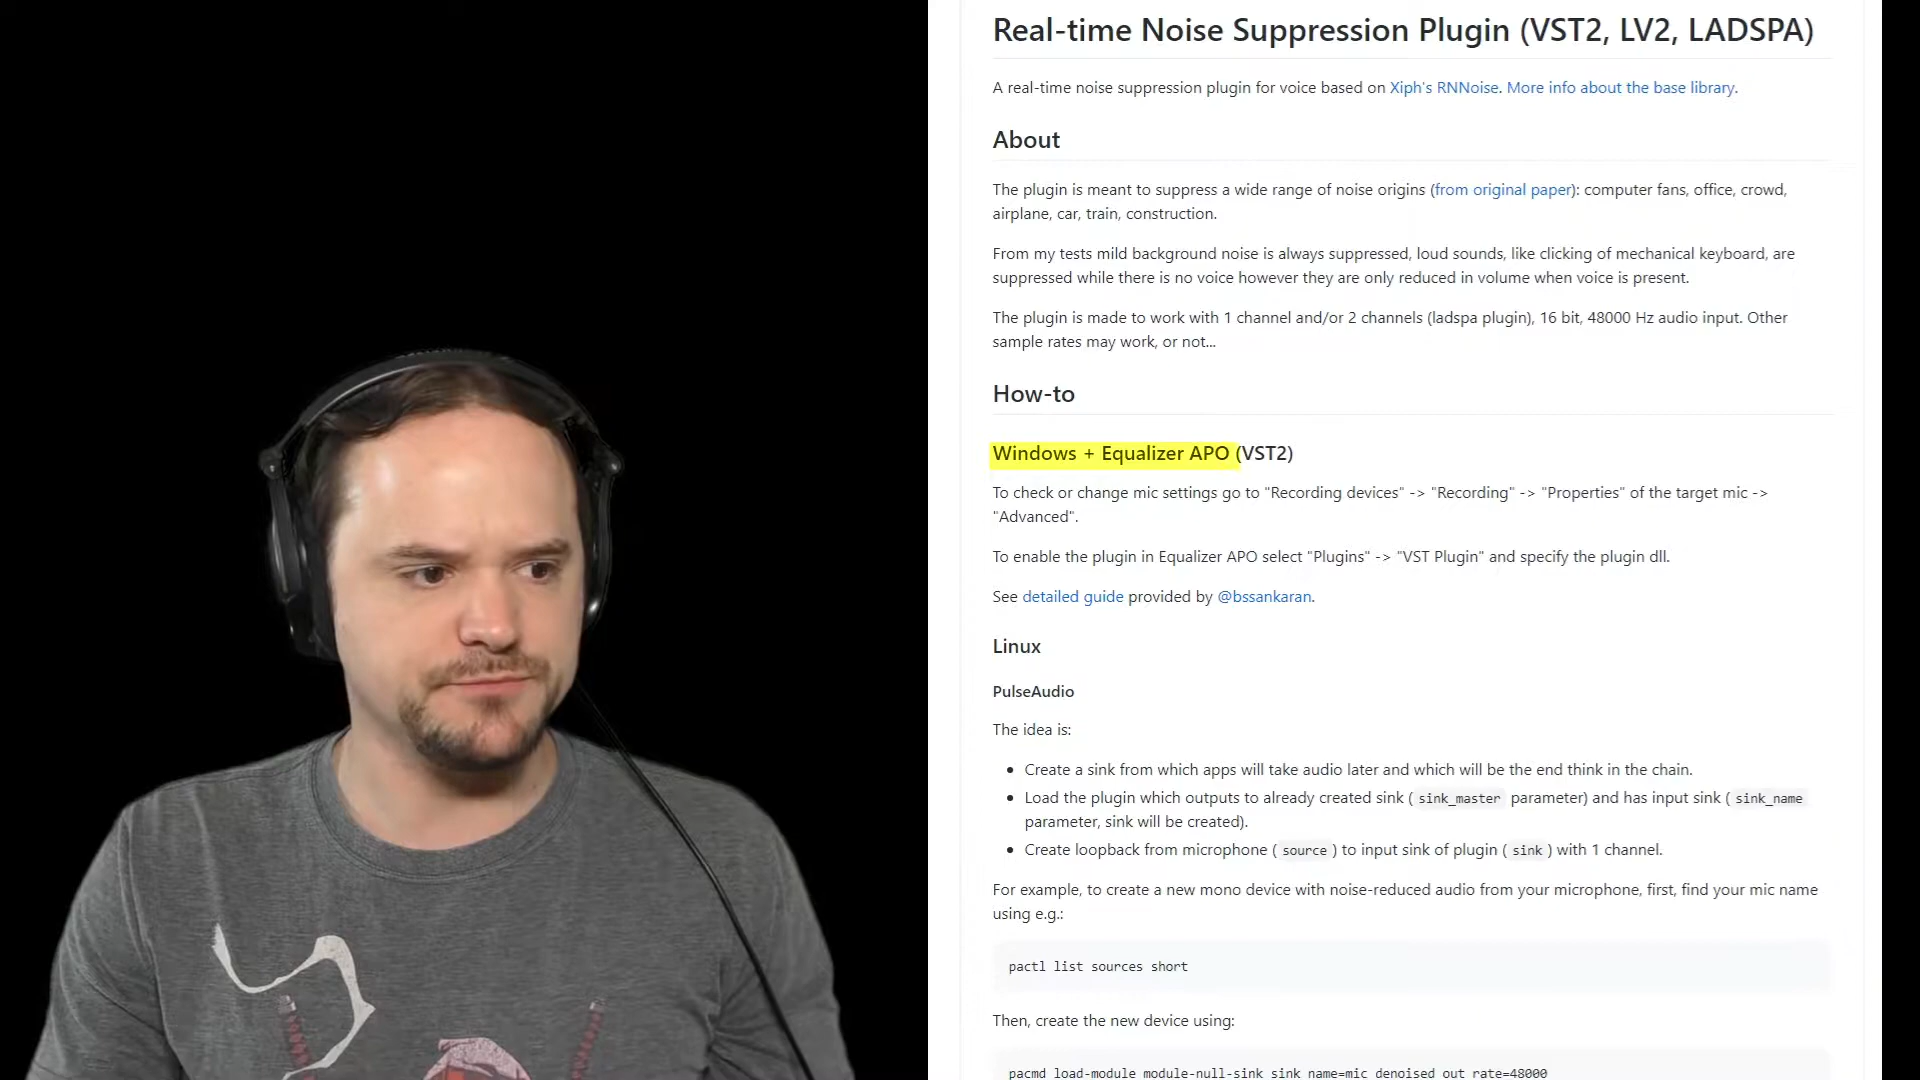 Real-time Noise Suppression Plugin (VST2, LV2, LADSPA)
A real-time noise suppression plugin for voice based on Xiph's RNNoise. More info about the base library.
About
The plugin is meant to suppress a wide range of noise origins (from original paper): computer fans, office, crowd,
airplane, car, train, construction.
From my tests mild background noise is always suppressed, loud sounds, like clicking of mechanical keyboard, are
suppressed while there is no voice however they are only reduced in volume when voice is present.
The plugin is made to work with 1 channel and/or 2 channels (ladspa plugin), 16 bit, 48000 Hz audio input. Other
sample rates may work, or not...
How-to
Windows + Equalizer APO (VST2)
To check or change mic settings go to "Recording devices" -> "Recording" -> "Properties" of the target mic ->
"Advanced".
To enable the plugin in Equalizer APO select "Plugins" -> "VST Plugin" and specify the plugin dll.
See detailed guide provided by @bssankaran.
Linux
PulseAudio
The idea is:
• Create a sink from which apps will take audio later and which will be the end think in the chain.
• Load the plugin which outputs to already created sink ( sink_master parameter) and has input sink ( sink_name
parameter, sink will be created).
• Create loopback from microphone ( source ) to input sink of plugin ( sink ) with 1 channel.
For example, to create a new mono device with noise-reduced audio from your microphone, first, find your mic name
using e.g.:
pactl list sources short
Then, create the new device using:
pacmd load-module module-null-sink sink_name=mic_denoised_out rate=48000